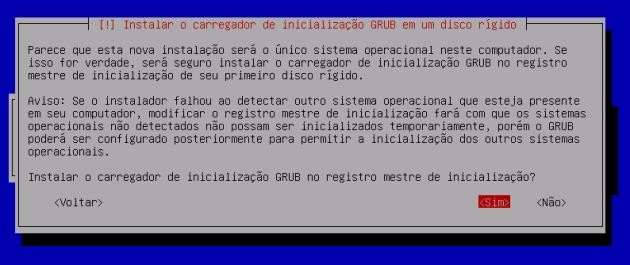 [!] Instalar o carregador de inicialização GRUB em um disco rígido
Parece que esta nova instalação será o único sistema operacional neste computador. Se
isso for verdade, será seguro instalar o carregador de inicialização GRUB no registro
mestre de inicialização de seu primeiro disco rígido.
Aviso: Se o instalador falhou ao detectar outro sistema operacional que esteja presente
em seu computador, modificar o registro mestre de inicialização fará com que os sistemas
operacionais não detectados não possam ser inicializados temporariamente, porém o GRUB
poderá ser configurado posteriormente para permitir a inicialização dos outros sistemas
operacionais.
Instalar o carregador de inicialização GRUB no registro mestre de inicialização?
<Voltar> <Sim> <Não>